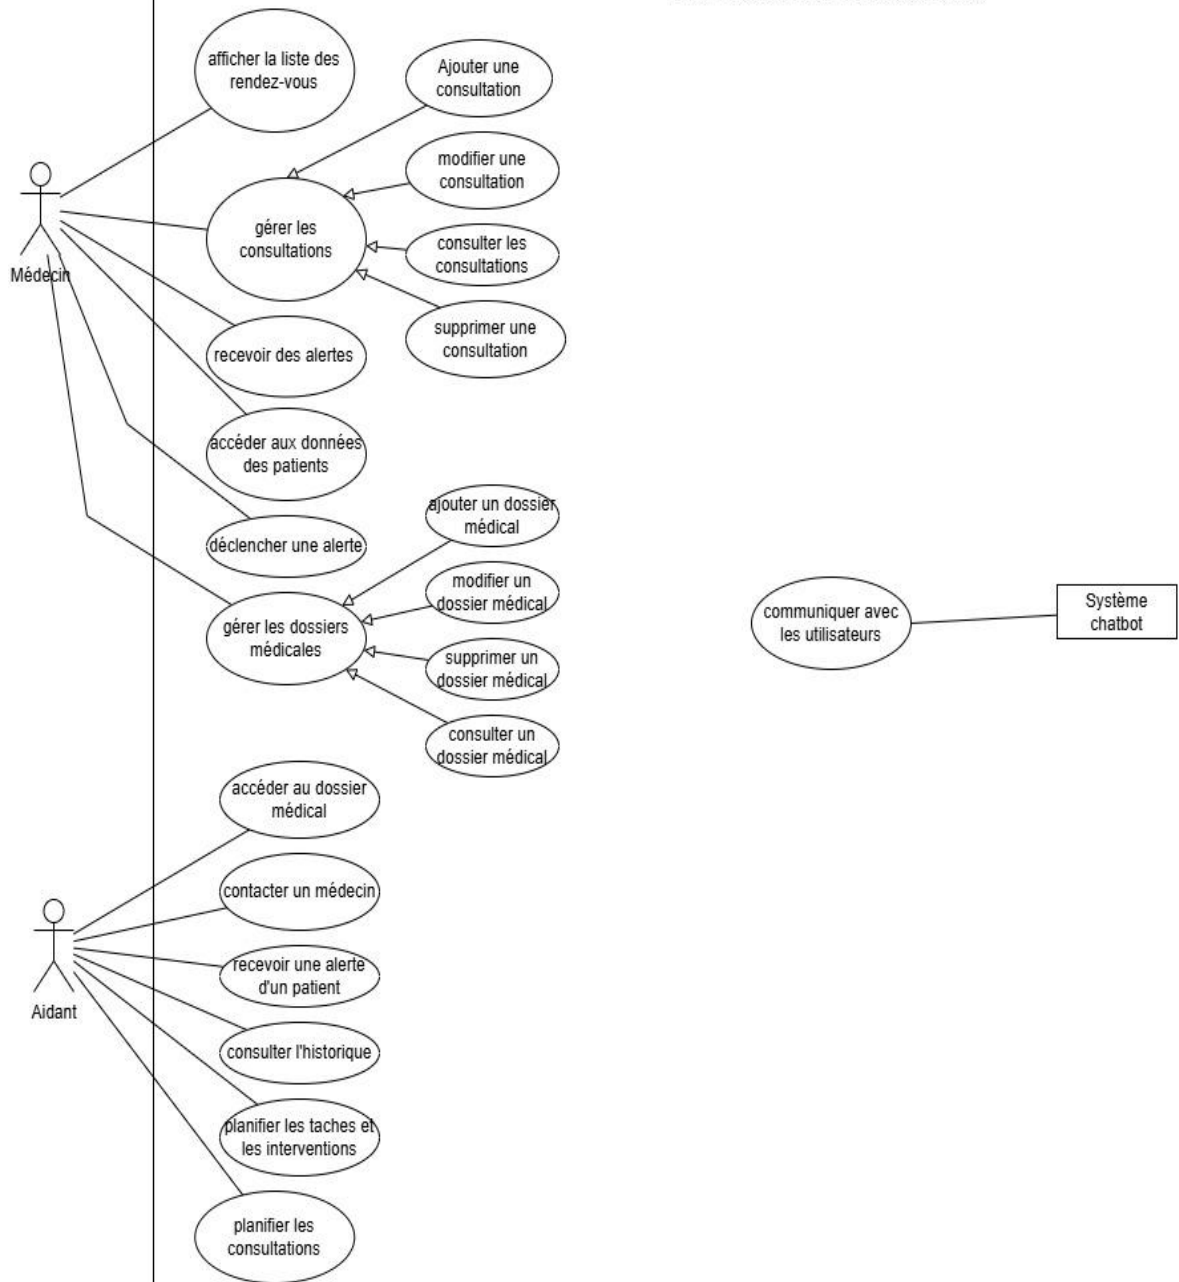 afficher la liste des
rendez-vous
Ajouter une
consultation
modifier une
consultation
gérer les
consultations
consulter les
consultations
Médecin
supprimer une
consultation
recevoir des alertes
accéder aux données
des patients
ajouter un dossier
médical
déclencher une alerte
modifier un
dossier médical
gérer les dossiers
médicales
supprimer un
dossier médical
consulter un
dossier médical
communiquer avec
les utilisateurs
Système
chatbot
accéder au dossier
médical
contacter un médecin
recevoir une alerte
d'un patient
Aidant
consulter l'historique
planifier les taches et
les interventions
planifier les
consultations